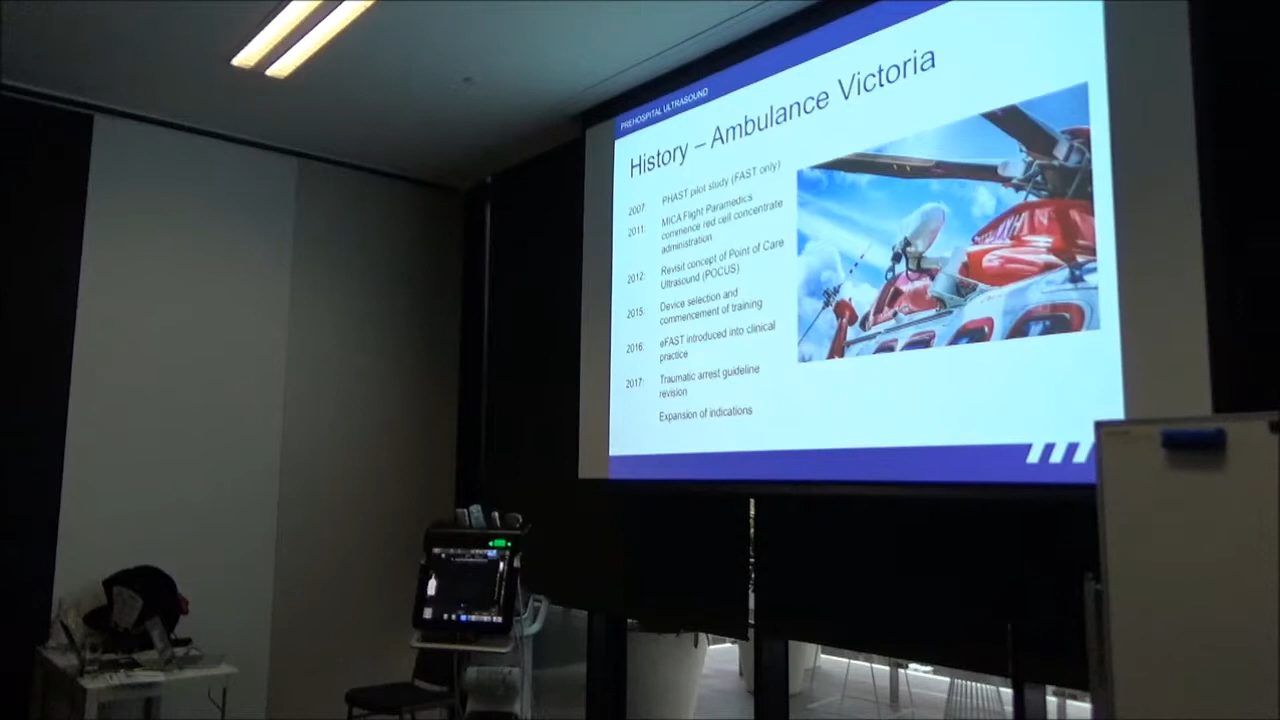 PREHOSPITAL ULTRASOUND
History – Ambulance Victoria
2007: PHAST pilot study (FAST only)
2011: MICA Flight Paramedics
commence red cell concentrate
administration
2012: Revisit concept of Point of Care
Ultrasound (POCUS)
2015: Device selection and
commencement of training
2016: eFAST introduced into clinical
practice
2017: Traumatic arrest guideline
revision
Expansion of indications